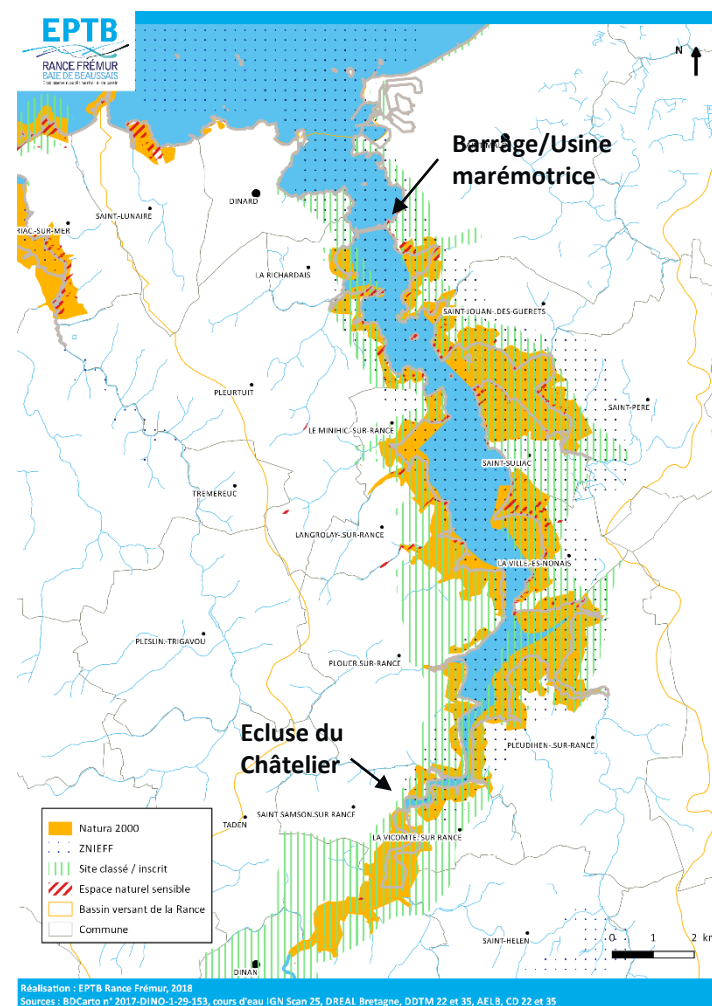 EPTB
RANCE FRÉMUR
BAIE DE BEAUSSAIS
N
Barrage/Usine
marémotrice
DINARD
SAINT-LUNAIRE
RIAC-SUR-MER
LA RICHARDAIS
SAINT-JOUAN-DES-GUERETS
PLEURTUIT
SAINT-PERE
LE MINIHIC-SUR-RANCE
SAINT-SULIAC
TREMEREUC
LANGROLAY-SUR-RANCE
LA VILLE-ES-NONAIS
PLESLIN-TRIGAVOU
PLOUER-SUR-RANCE
Ecluse du
Châtelier
PLEUDIHEN-SUR-RANCE
SAINT SAMSON-SUR RANCE
TADEN
LA VICOMTE-SUR RANCE
Natura 2000
ZNIEFF
Site classé / inscrit
Espace naturel sensible
Bassin versant de la Rance
Commune
SAINT-HELEN
0 1 2 km
DINAN
Réalisation : EPTB Rance Frémur, 2018
Sources : BDCarto n° 2017-DINO-1-29-153, cours d'eau IGN Scan 25, DREAL Bretagne, DDTM 22 et 35, AELB, CD 22 et 35